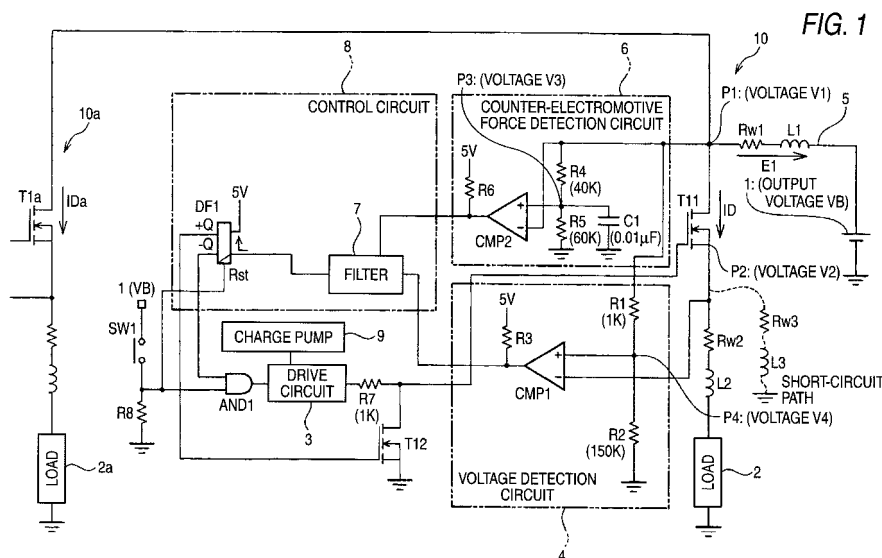 FIG. 1
8
6
10
P3: (VOLTAGE V3)
P1: (VOLTAGE V1)
5
CONTROL CIRCUIT
COUNTER-ELECTROMOTIVE
FORCE DETECTION CIRCUIT
10a
Rw1
L1
E1
T1a
IDa
DF1
5V
+Q
-Q
Rst
7
FILTER
5V
R6
CMP2
+
-
R4
(40K)
R5
(60K)
C1
(0.01μF)
T11
ID
1: (OUTPUT
VOLTAGE VB)
P2: (VOLTAGE V2)
1 (VB)
SW1
CHARGE PUMP
9
5V
R3
R1
(1K)
Rw2
Rw3
L2
L3
SHORT-CIRCUIT
PATH
AND1
DRIVE
CIRCUIT
3
R7
(1K)
CMP1
+
-
P4: (VOLTAGE V4)
R8
T12
R2
(150K)
LOAD
2a
VOLTAGE DETECTION
CIRCUIT
4
LOAD
2